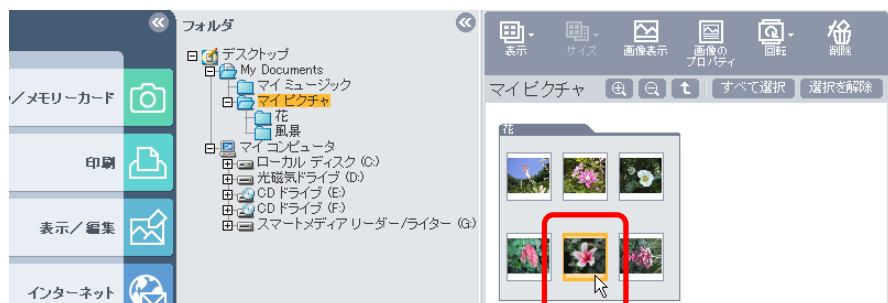 ／メモリーカード
印刷
表示／編集
インターネット
フォルダ
デスクトップ
My Documents
マイ ミュージック
マイ ピクチャ
花
風景
マイ コンピュータ
ローカル ディスク (C:)
光磁気ドライブ (D:)
CD ドライブ (E:)
CD ドライブ (F:)
スマートメディア リーダー/ライター (G:)
表示
サイズ
画像表示
画像の
プロパティ
回転
削除
マイ ピクチャ
すべて選択
選択を解除
花